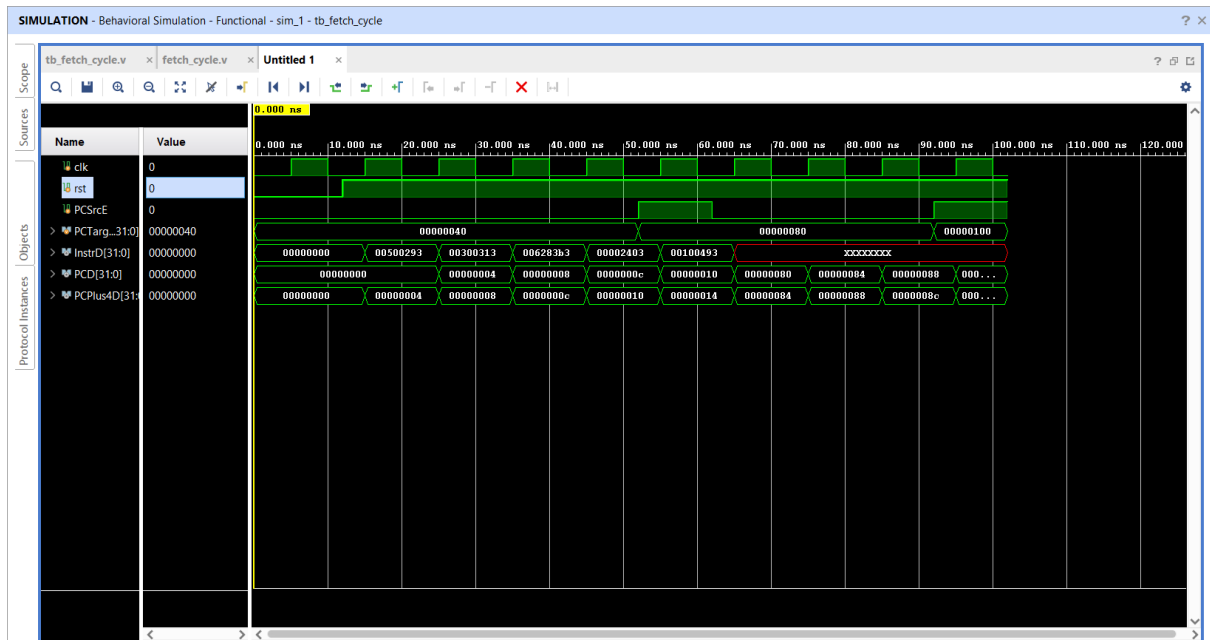 SIMULATION - Behavioral Simulation - Functional - sim_1 - tb_fetch_cycle
? ×
Scope
Sources
Objects
Protocol Instances
tb_fetch_cycle.v × fetch_cycle.v × Untitled 1 ×
?
0.000 ns
Name Value
0.000 ns 10.000 ns 20.000 ns 30.000 ns 40.000 ns 50.000 ns 60.000 ns 70.000 ns 80.000 ns 90.000 ns 100.000 ns 110.000 ns 120.000
clk 0
rst 0
PCSrcE 0
PCTarg...31:0] 00000040 00000040 00000080 00000100
InstrD[31:0] 00000000 00000000 00500293 00300313 006283b3 00002403 00100493 XXXXXXXX
PCD[31:0] 00000000 00000000 00000004 00000008 0000000c 00000010 00000080 00000084 00000088 000...
PCPlus4D[31: 00000000 00000000 00000004 00000008 0000000c 00000010 00000014 00000084 00000088 0000008c 000...